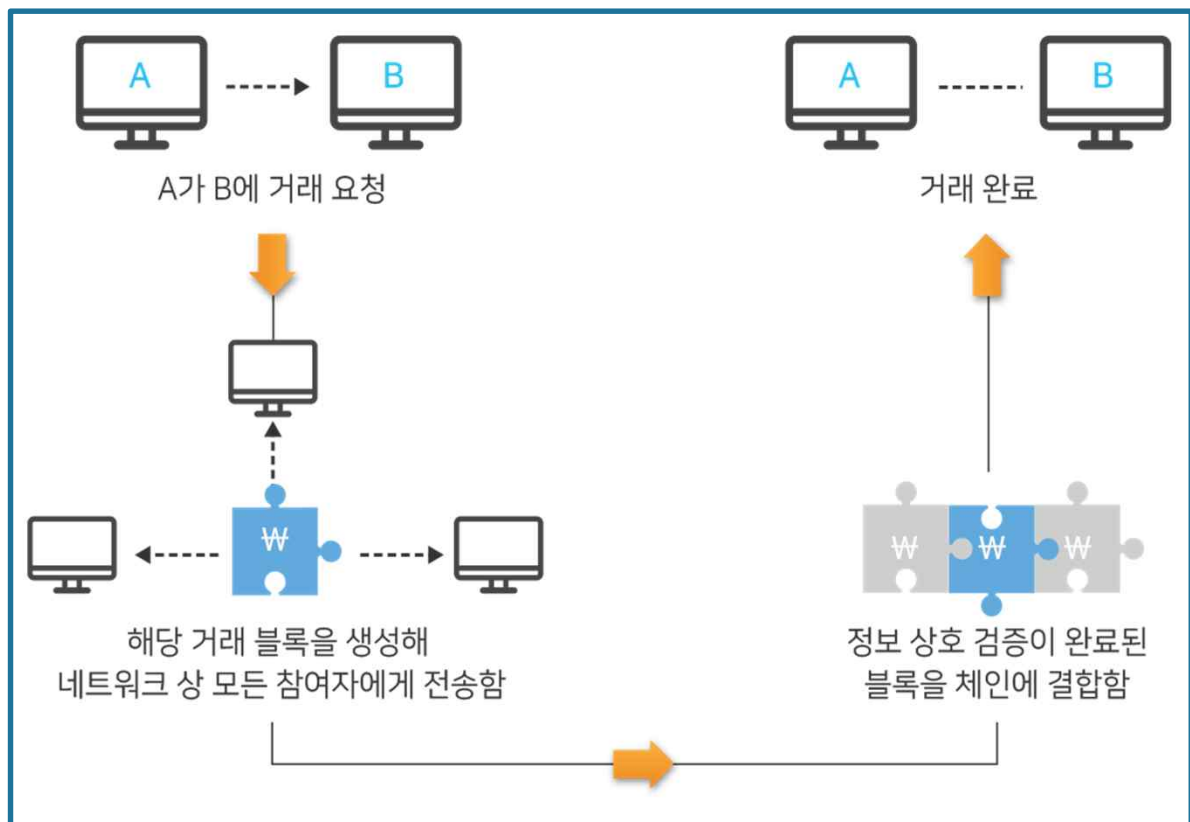 A
B
A가 B에 거래 요청
₩
해당 거래 블록을 생성해
네트워크 상 모든 참여자에게 전송함
₩ ₩ ₩
정보 상호 검증이 완료된
블록을 체인에 결합함
A
B
거래 완료